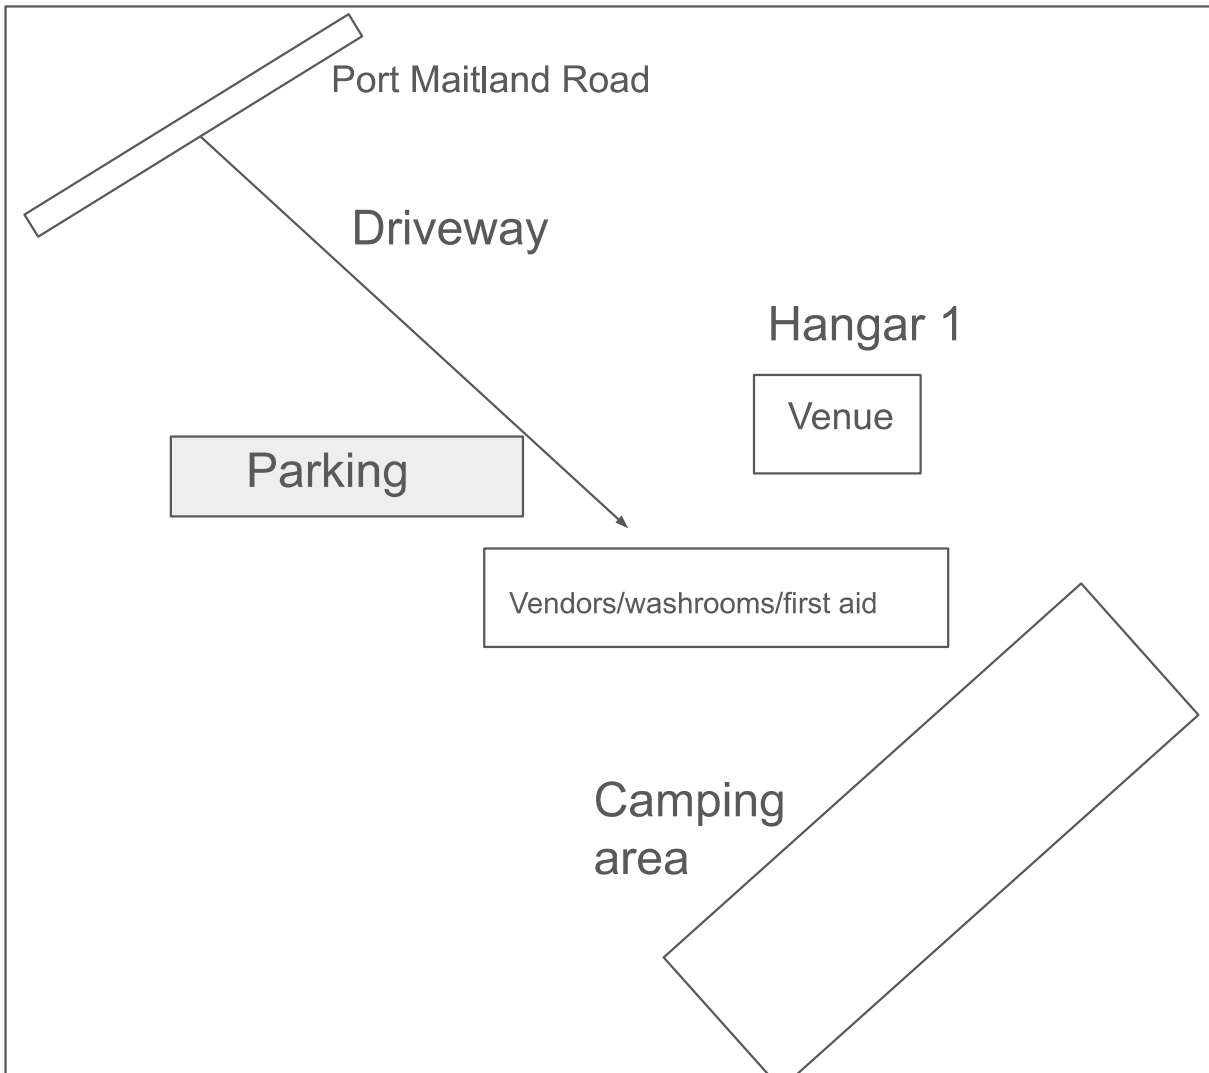 Port Maitland Road
Driveway
Hangar 1
Venue
Parking
Vendors/washrooms/first aid
Camping
area